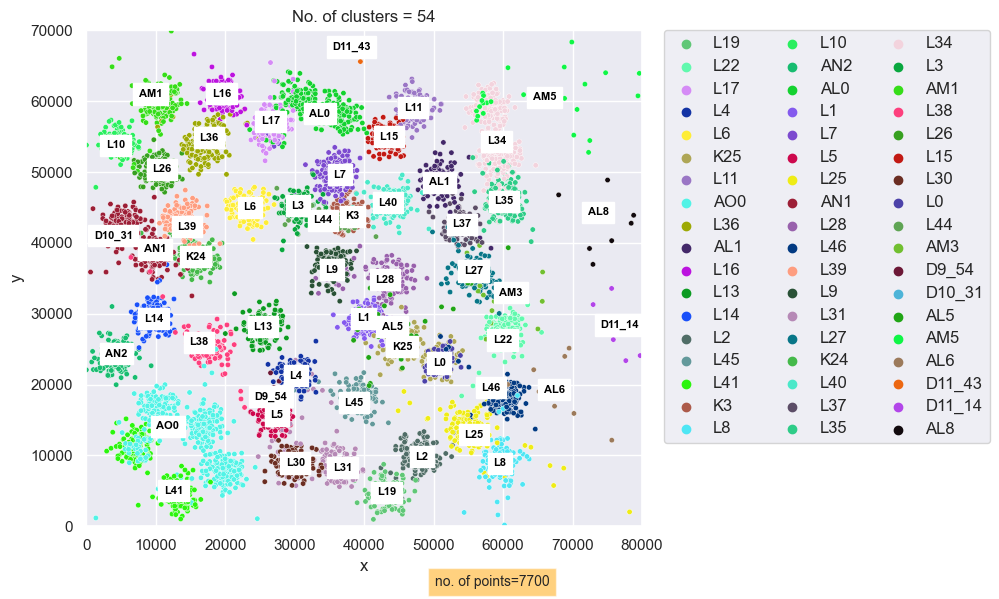 No. of clusters = 54
70000
60000
50000
40000
30000
20000
10000
0
y
0 10000 20000 30000 40000 50000 60000 70000 80000
x
no. of points=7700
D11_43
AM1
L16
AM5
L11
AL0
L17
L36
L15
L34
L10
L26
L7
AL1
L6
L3
L40
L35
AL8
L44
K3
L39
L37
D10_31
AN1
K24
L9
L27
L28
AM3
L14
L1
L13
AL5
D11_14
L38
K25
L22
AN2
L0
L4
L46
AL6
D9_54
L45
L5
AO0
L25
L2
L30
L31
L8
L41
L19
L19 L10 L34
L22 AN2 L3
L17 AL0 AM1
L4 L1 L38
L6 L7 L26
K25 L5 L15
L11 L25 L30
AO0 AN1 L0
L36 L28 L44
AL1 L46 AM3
L16 L39 D9_54
L13 L9 D10_31
L14 L31 AL5
L2 L27 AM5
L45 K24 AL6
L41 L40 D11_43
K3 L37 D11_14
L8 L35 AL8